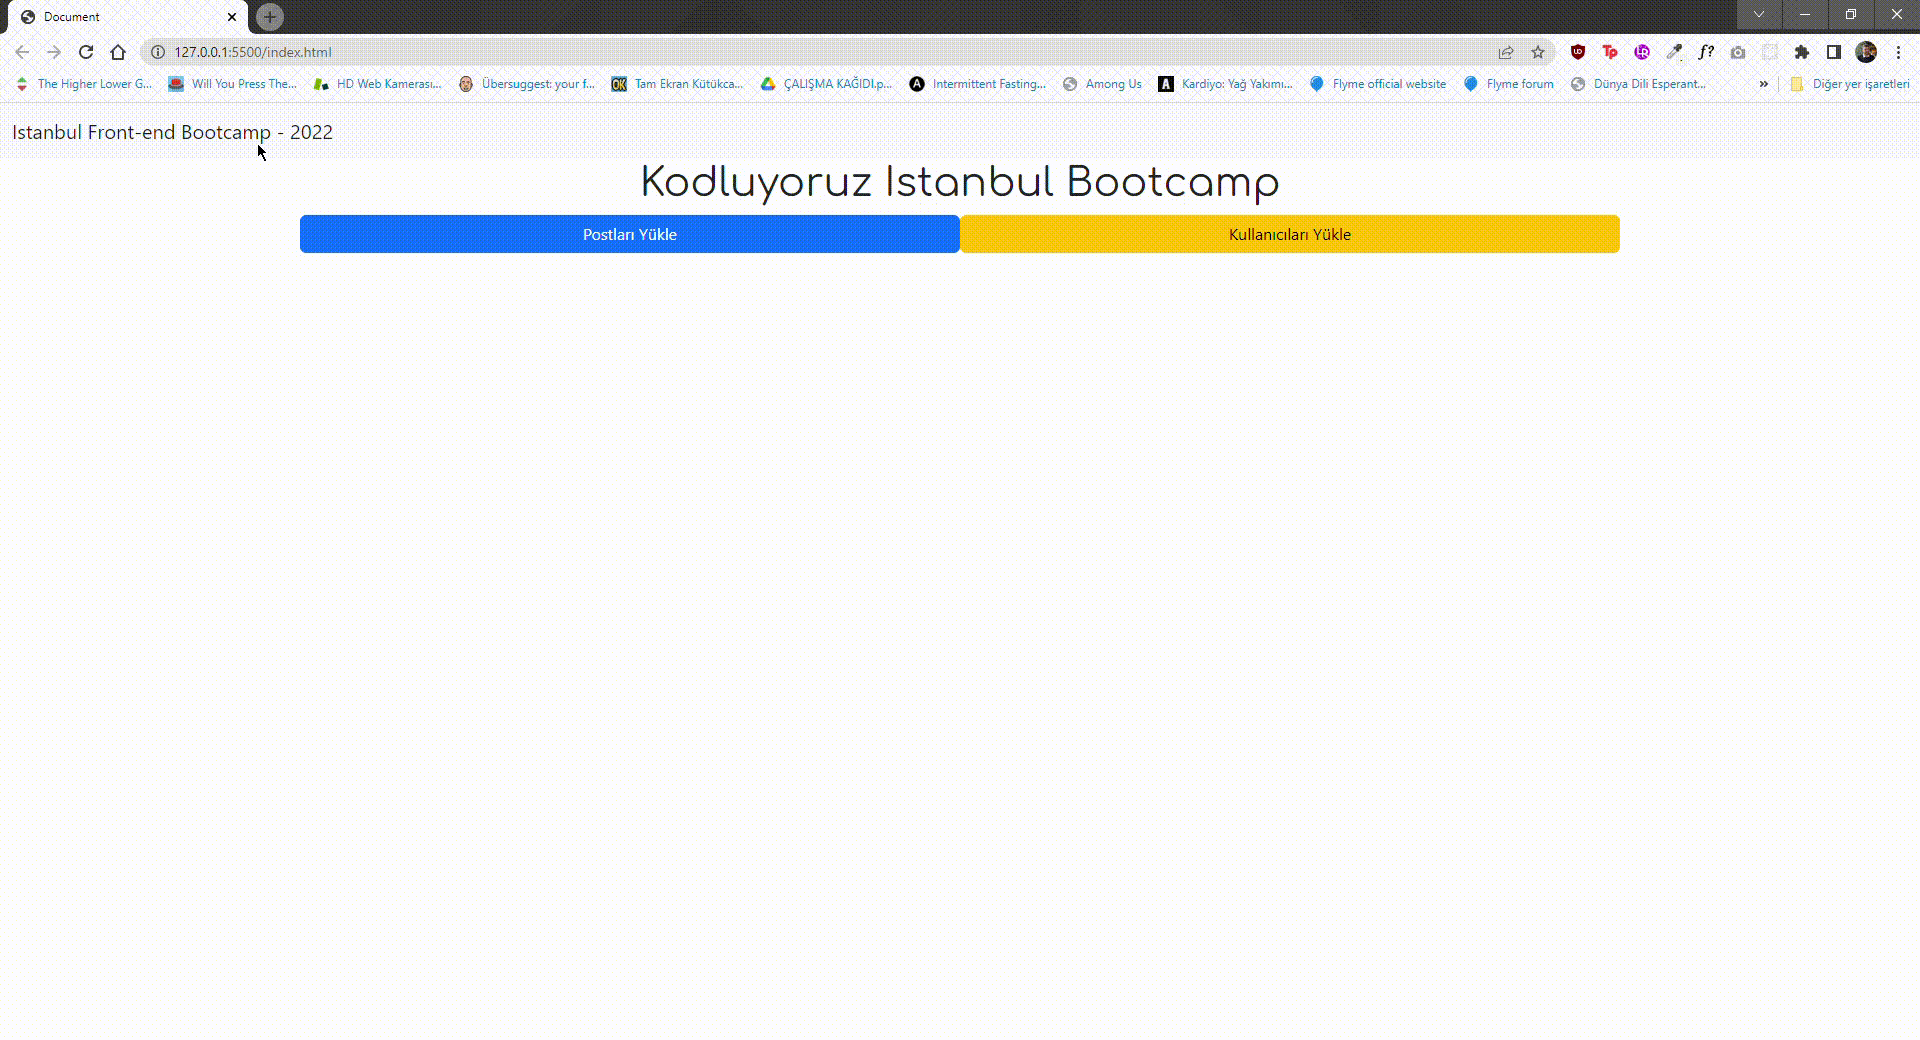 Document
127.0.0.1:5500/index.html
The Higher Lower G... Will You Press The... HD Web Kamerası... Übersuggest: your f... Tam Ekran Kütükca... ÇALIŞMA KAĞIDI.p... Intermittent Fasting... Among Us Kardiyo: Yağ Yakımı... Flyme official website Flyme forum Dünya Dili Esperant... » Diğer yer işaretleri
Istanbul Front-end Bootcamp - 2022
Kodluyoruz Istanbul Bootcamp
Postları Yükle Kullanıcıları Yükle